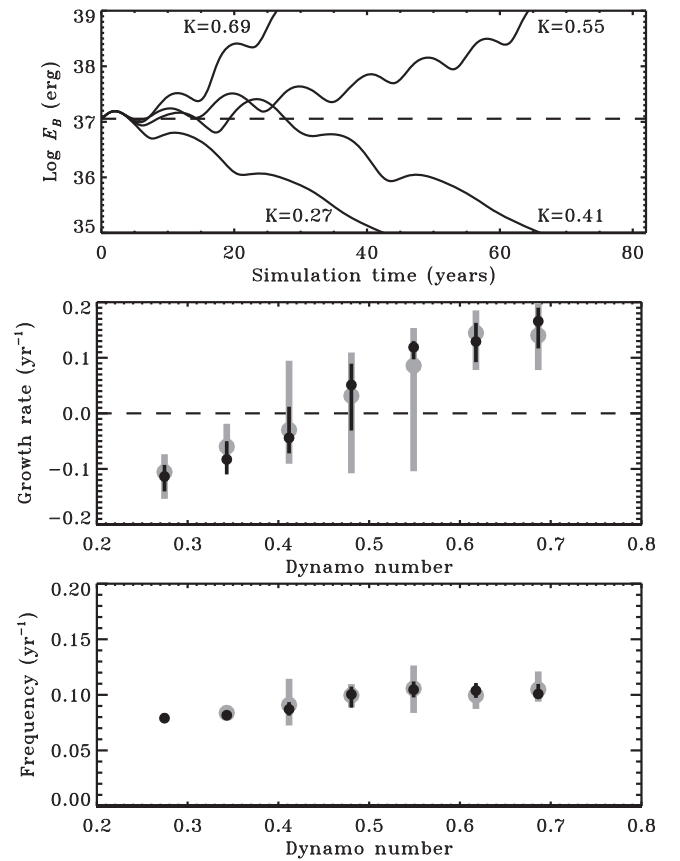 39
38
37
36
35
Log E_B (erg)
K=0.69
K=0.55
K=0.27
K=0.41
0 20 40 60 80
Simulation time (years)
0.2
0.1
0.0
−0.1
−0.2
Growth rate (yr⁻¹)
0.2 0.3 0.4 0.5 0.6 0.7 0.8
Dynamo number
0.20
0.15
0.10
0.05
0.00
Frequency (yr⁻¹)
0.2 0.3 0.4 0.5 0.6 0.7 0.8
Dynamo number